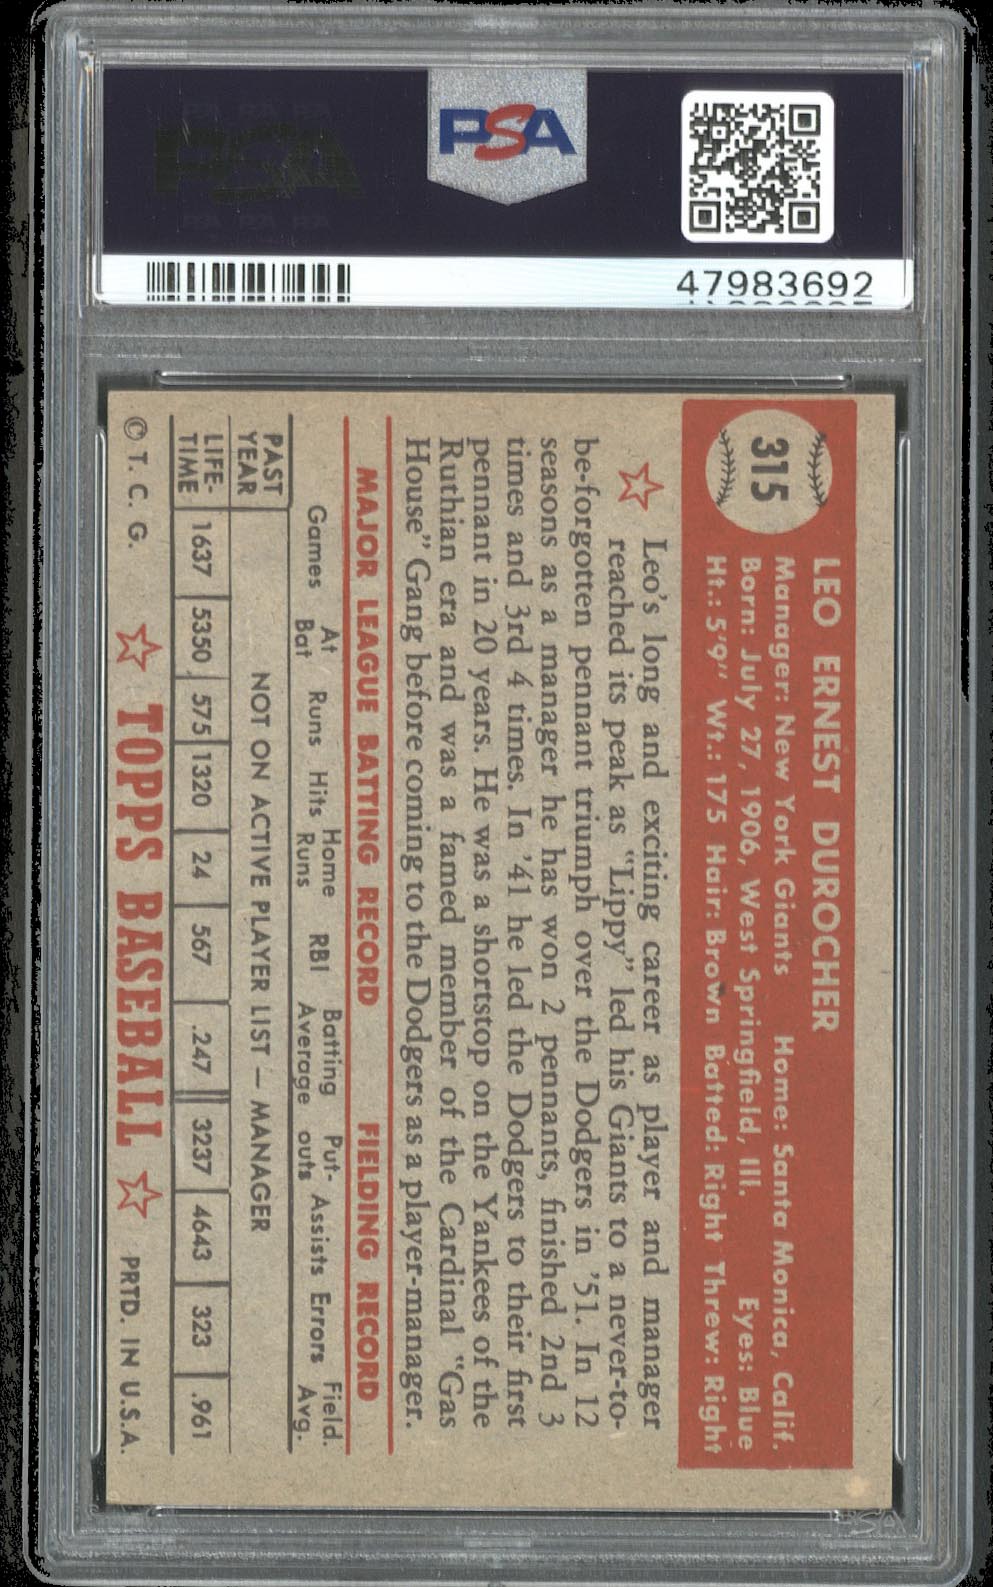 PSA
47983692
315
LEO ERNEST DUROCHER
Manager: New York Giants Home: Santa Monica, Calif.
Born: July 27, 1906, West Springfield, Ill. Eyes: Blue
Ht.: 5'9" Wt.: 175 Hair: Brown Batted: Right Threw: Right
Leo's long and exciting career as player and manager
reached its peak as "Lippy" led his Giants to a never-to-
be-forgotten pennant triumph over the Dodgers in '51. In 12
seasons as a manager he has won 2 pennants, finished 2nd 3
times and 3rd 4 times. In '41 he led the Dodgers to their first
pennant in 20 years. He was a shortstop on the Yankees of the
Ruthian era and was a famed member of the Cardinal "Gas
House" Gang before coming to the Dodgers as a player-manager.
MAJOR LEAGUE BATTING RECORD FIELDING RECORD
Games At Bat Runs Hits Home Runs RBI Batting Average Put-outs Assists Errors Field. Avg.
PAST YEAR NOT ON ACTIVE PLAYER LIST — MANAGER
LIFE-TIME 1637 5350 575 1320 24 567 .247 3237 4643 323 .961
© T. C. G. TOPPS BASEBALL PRTD. IN U.S.A.